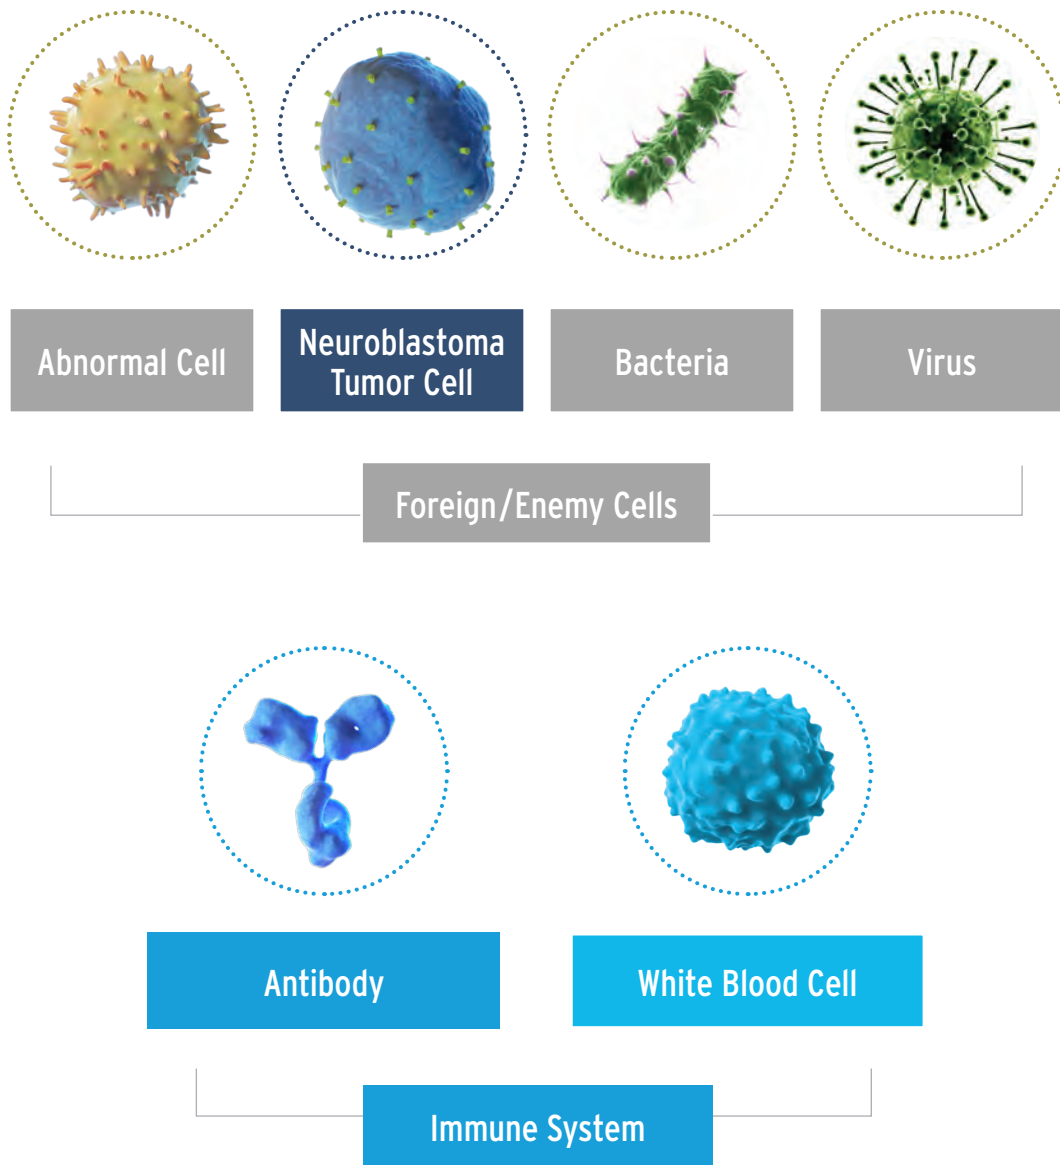 Abnormal Cell
Neuroblastoma
Tumor Cell
Bacteria
Virus
Foreign/Enemy Cells
Antibody
White Blood Cell
Immune System